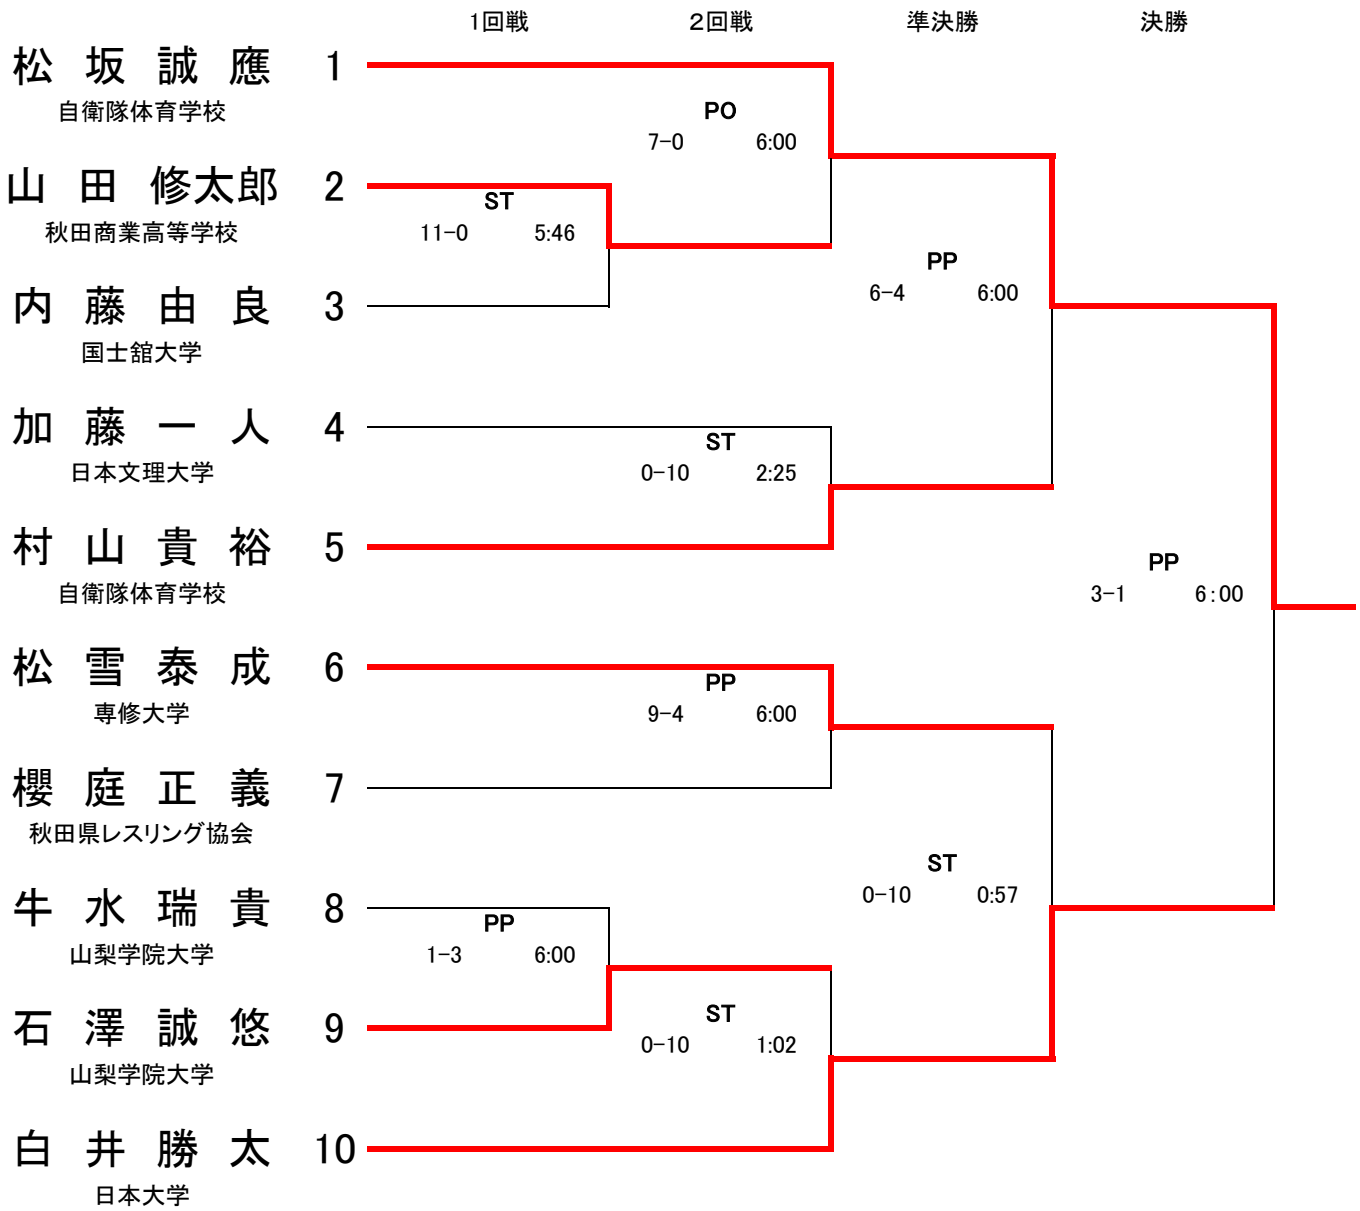 1回戦 2回戦 準決勝 決勝
松坂誠應 1
自衛隊体育学校
PO
7-0 6:00
山田修太郎 2
ST
秋田商業高等学校
11-0 5:46
PP
6-4 6:00
内藤由良 3
国士舘大学
加藤一人 4
ST
日本文理大学
0-10 2:25
村山貴裕 5
自衛隊体育学校
PP
3-1 6:00
松雪泰成 6
PP
専修大学
9-4 6:00
櫻庭正義 7
秋田県レスリング協会
ST
0-10 0:57
牛水瑞貴 8
PP
山梨学院大学
1-3 6:00
石澤誠悠 9
ST
0-10 1:02
山梨学院大学
白井勝太 10
日本大学